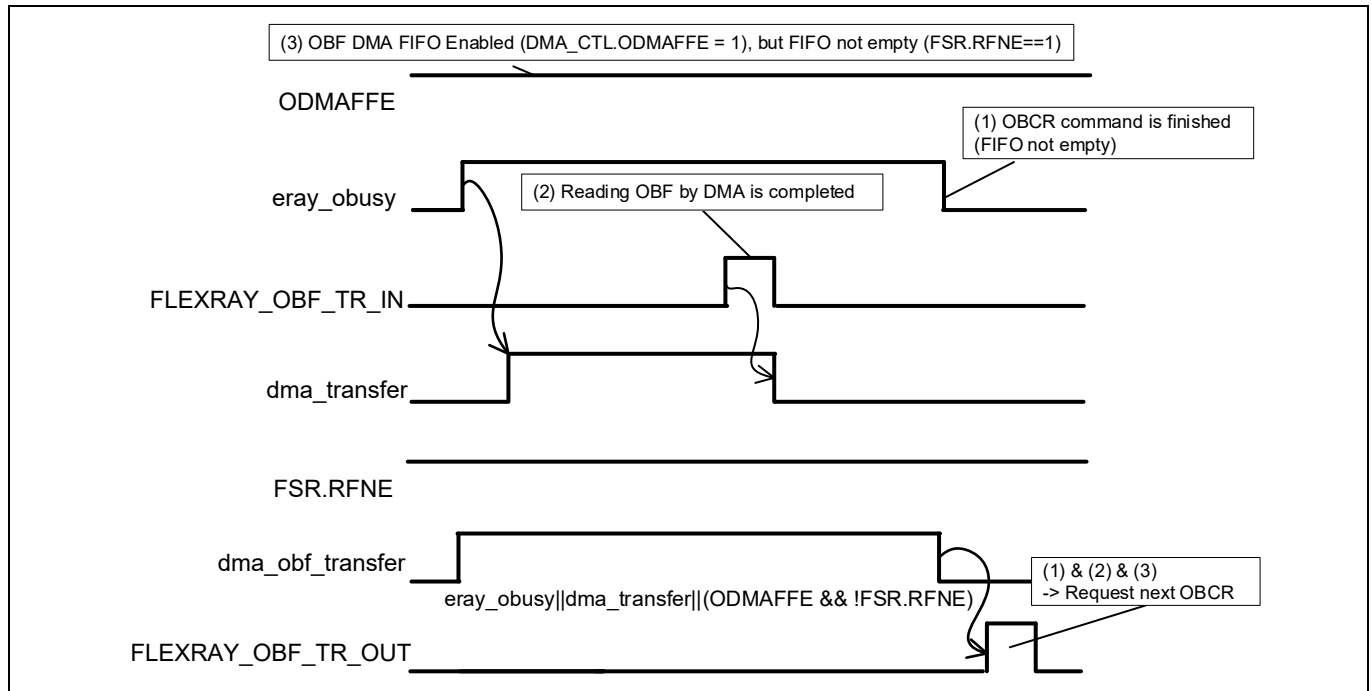 (3) OBF DMA FIFO Enabled (DMA_CTL.ODMAFFE = 1), but FIFO not empty (FSR.RFNE==1)
ODMAFFE
(1) OBCR command is finished
(FIFO not empty)
eray_obusy
(2) Reading OBF by DMA is completed
FLEXRAY_OBF_TR_IN
dma_transfer
FSR.RFNE
dma_obf_transfer
eray_obusy||dma_transfer||(ODMAFFE && !FSR.RFNE)
(1) & (2) & (3)
-> Request next OBCR
FLEXRAY_OBF_TR_OUT